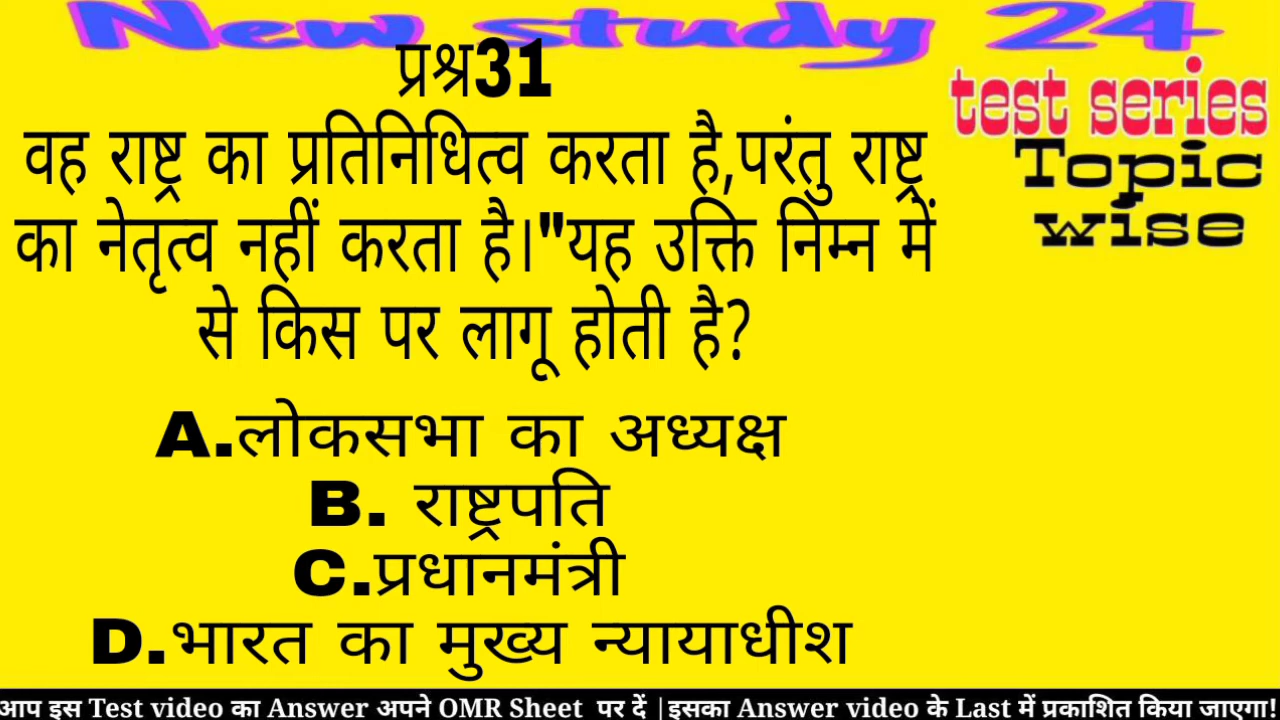 New study 24
प्रश्न31
test series
Topic
wise
वह राष्ट्र का प्रतिनिधित्व करता है,परंतु राष्ट्र
का नेतृत्व नहीं करता है।"यह उक्ति निम्न में
से किस पर लागू होती है?
A.लोकसभा का अध्यक्ष
B. राष्ट्रपति
C.प्रधानमंत्री
D.भारत का मुख्य न्यायाधीश
आप इस Test video का Answer अपने OMR Sheet पर दें |इसका Answer video के Last में प्रकाशित किया जाएगा!